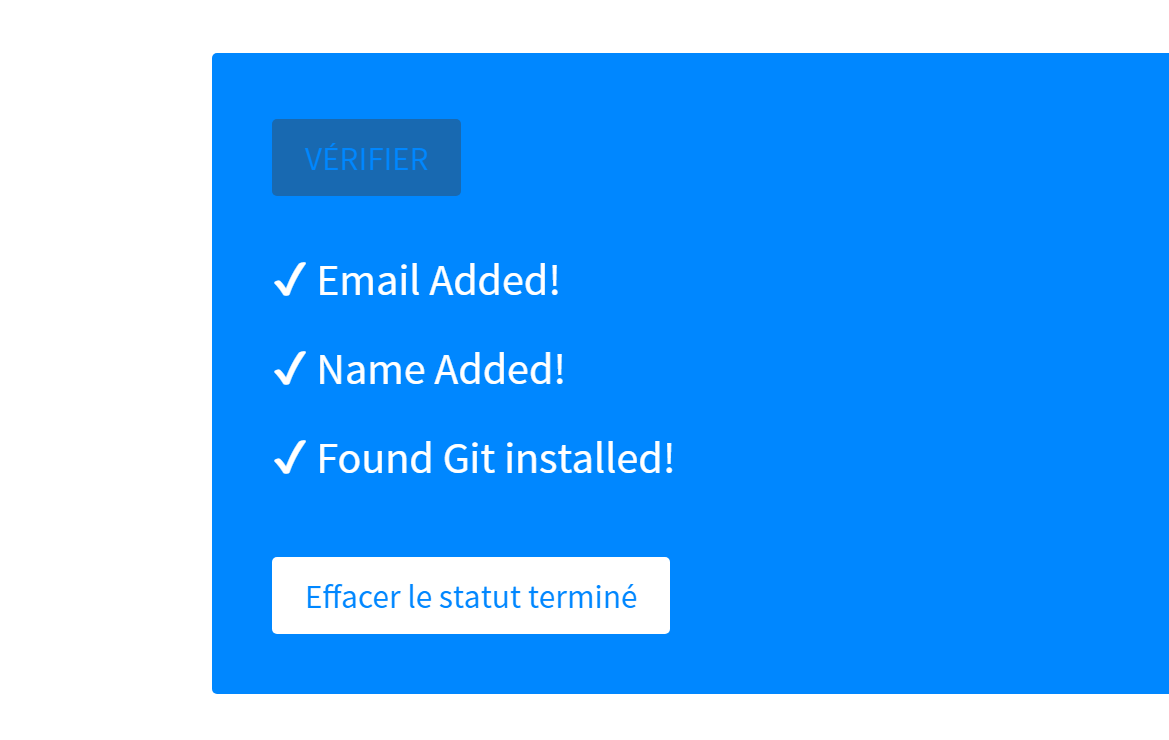 VÉRIFIER
✓ Email Added!
✓ Name Added!
✓ Found Git installed!
Effacer le statut terminé